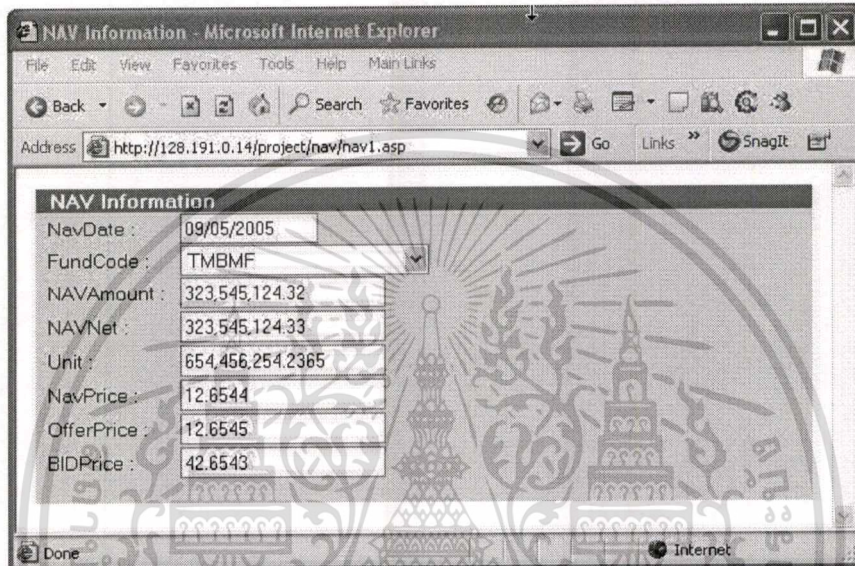 NAV Information - Microsoft Internet Explorer
File Edit View Favorites Tools Help Main Links
Back Search Favorites
Address http://128.191.0.14/project/nav/nav1.asp Go Links » SnagIt
NAV Information
NavDate : 09/05/2005
FundCode : TMBMF
NAVAmount : 323,545,124.32
NAVNet : 323,545,124.33
Unit : 654,456,254.2365
NavPrice : 12.6544
OfferPrice : 12.6545
BIDPrice : 42.6543
Done Internet